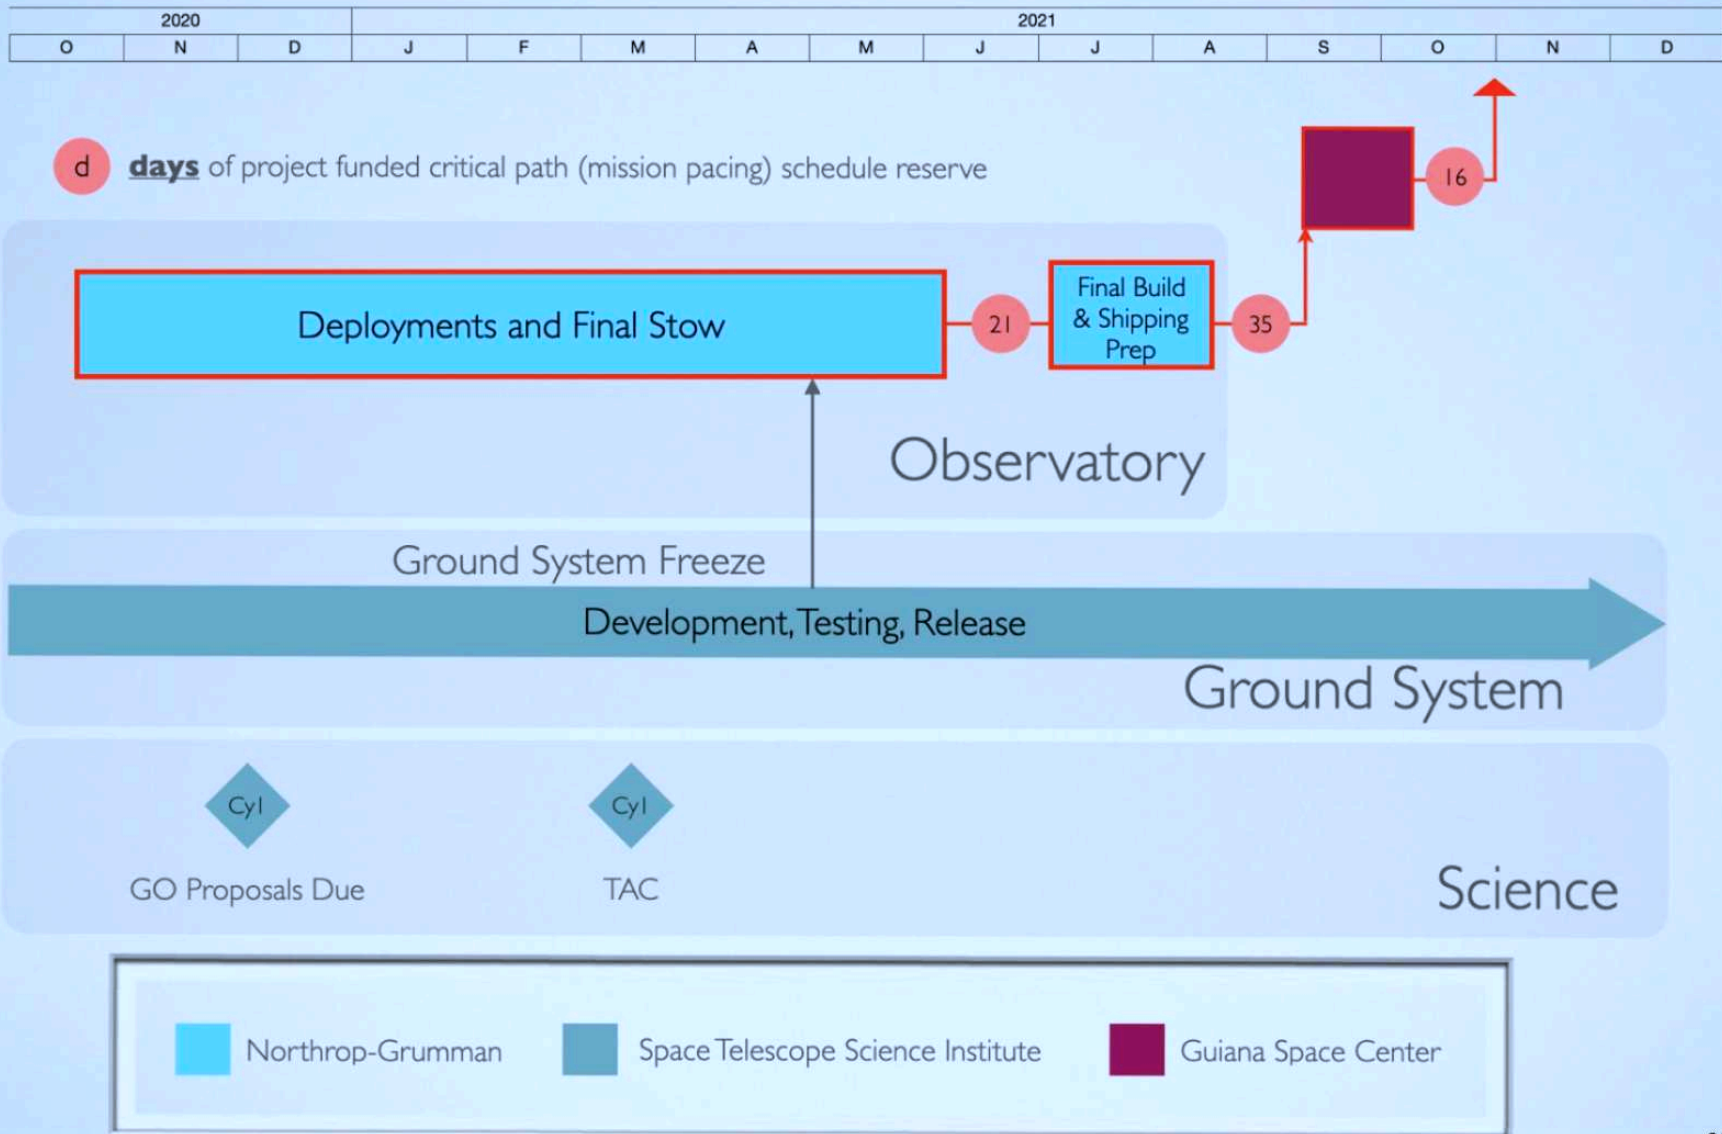 2020
2021
O N D J F M A M J J A S O N D
d days of project funded critical path (mission pacing) schedule reserve
16
Deployments and Final Stow
21
Final Build
& Shipping
Prep
35
Observatory
Ground System Freeze
Development, Testing, Release
Ground System
Cy1
Cy1
GO Proposals Due
TAC
Science
Northrop-Grumman
Space Telescope Science Institute
Guiana Space Center